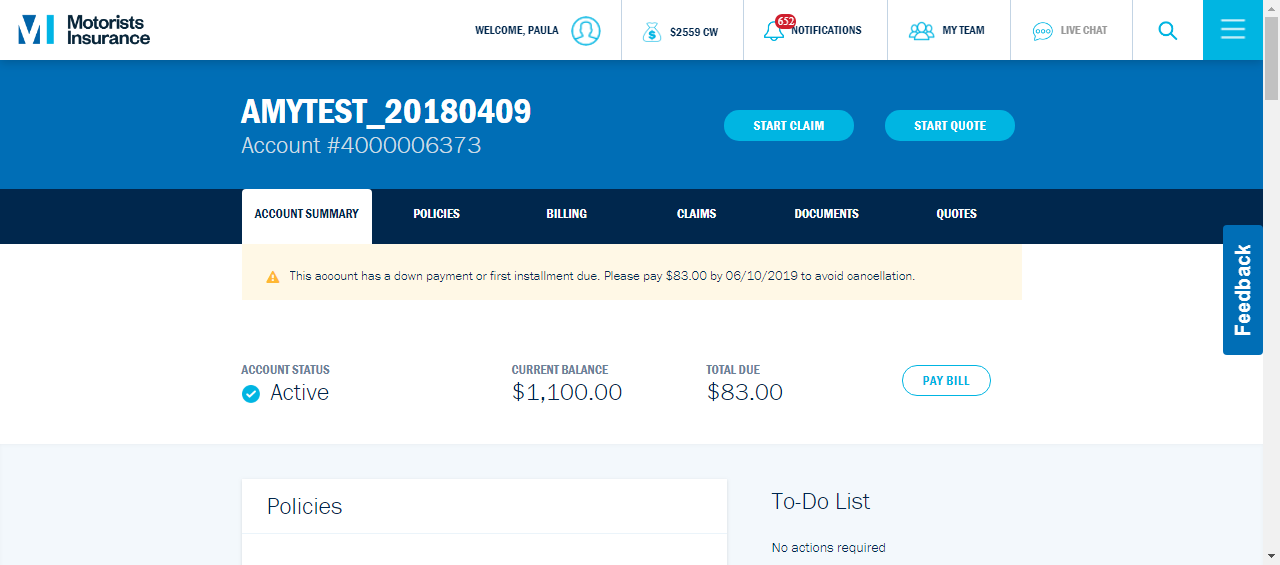 Motorists
Insurance
WELCOME, PAULA
$2559 CW
652
NOTIFICATIONS
MY TEAM
LIVE CHAT
AMYTEST_20180409
Account #4000006373
START CLAIM
START QUOTE
ACCOUNT SUMMARY
POLICIES
BILLING
CLAIMS
DOCUMENTS
QUOTES
This account has a down payment or first installment due. Please pay $83.00 by 06/10/2019 to avoid cancellation.
Feedback
ACCOUNT STATUS
Active
CURRENT BALANCE
$1,100.00
TOTAL DUE
$83.00
PAY BILL
Policies
To-Do List
No actions required